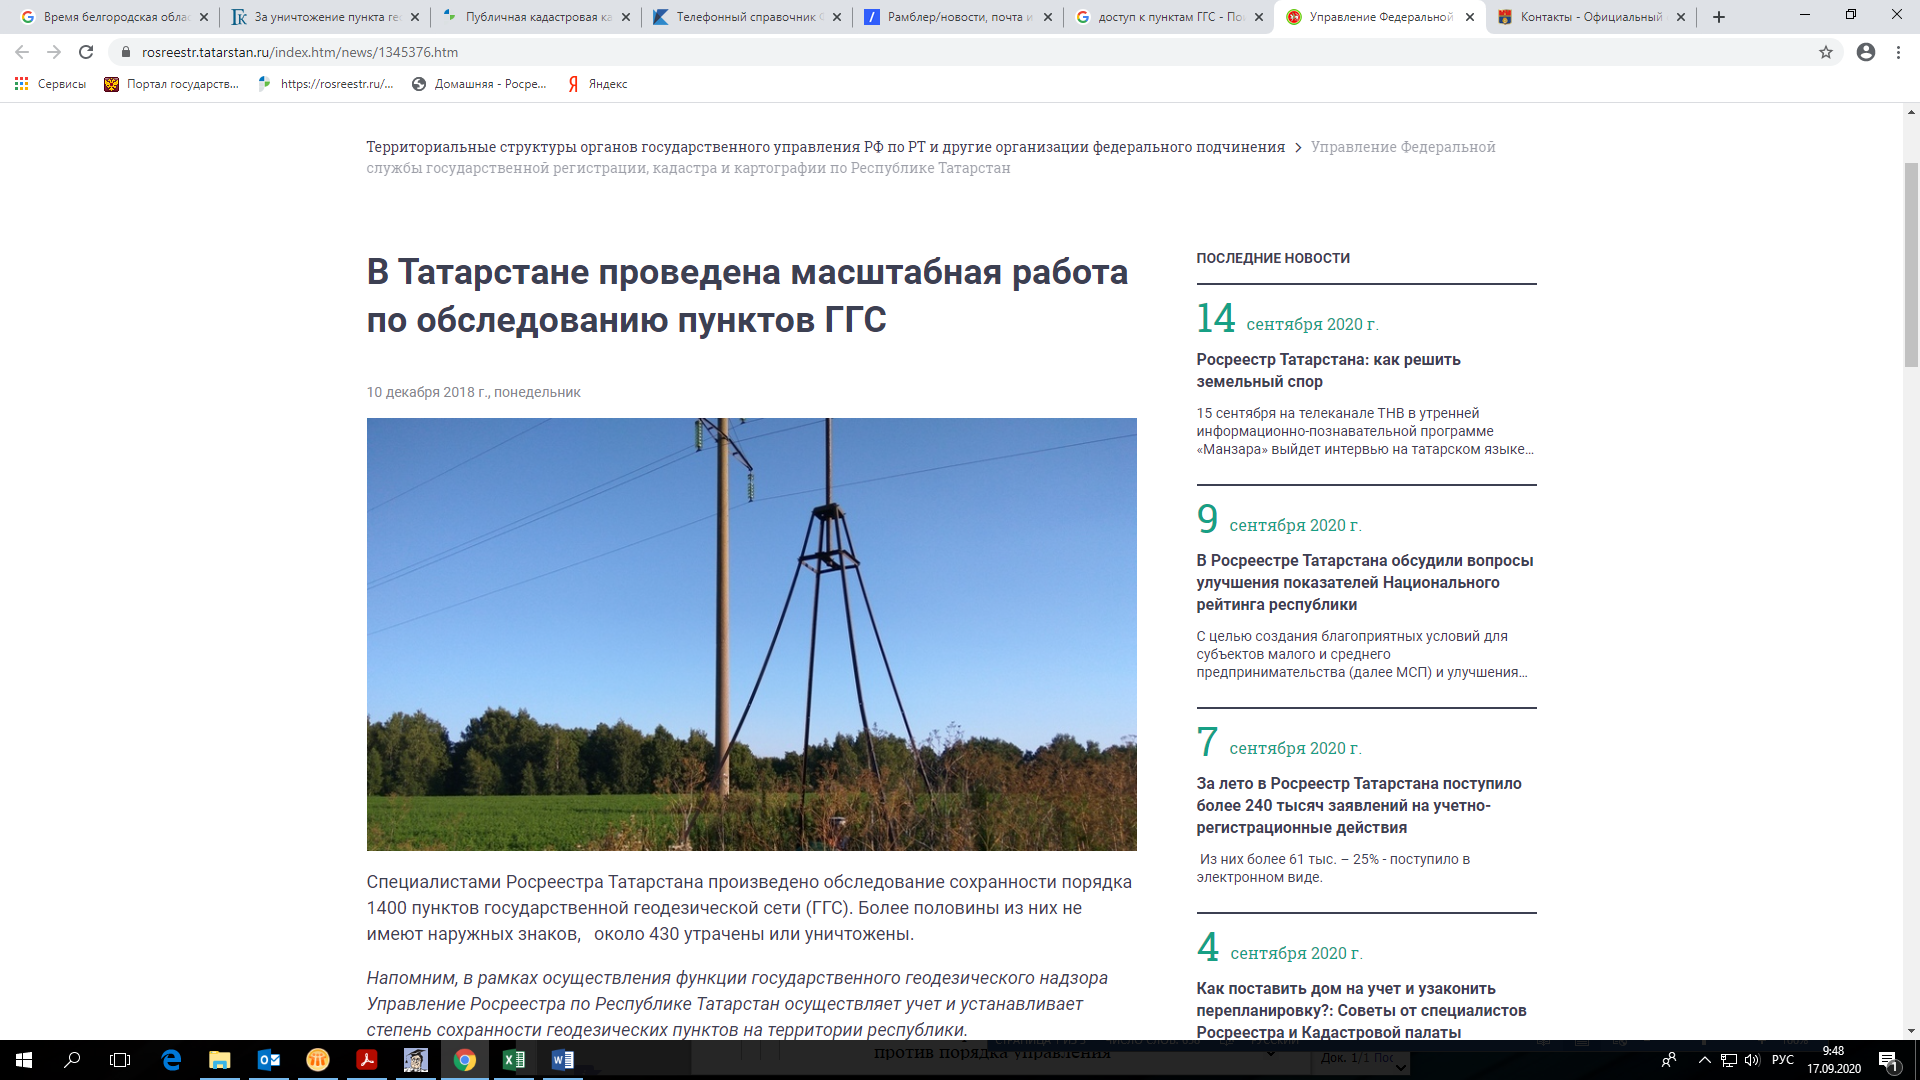 Время белгородская обла
За уничтожение пункта ге
Публичная кадастровая ка
Телефонный справочник
Рамблер/новости, почта и
доступ к пунктам ГГС - По
Управление Федеральной
Контакты - Официальный
rosreestr.tatarstan.ru/index.htm/news/1345376.htm
Сервисы
Портал государств...
https://rosreestr.ru/...
Домашняя - Росре...
Яндекс
Территориальные структуры органов государственного управления РФ по РТ и другие организации федерального подчинения > Управление Федеральной
службы государственной регистрации, кадастра и картографии по Республике Татарстан
В Татарстане проведена масштабная работа
по обследованию пунктов ГГС
10 декабря 2018 г., понедельник
Специалистами Росреестра Татарстана произведено обследование сохранности порядка
1400 пунктов государственной геодезической сети (ГГС). Более половины из них не
имеют наружных знаков, около 430 утрачены или уничтожены.
Напомним, в рамках осуществления функции государственного геодезического надзора
Управление Росреестра по Республике Татарстан осуществляет учет и устанавливает
степень сохранности геодезических пунктов на территории республики.
ПОСЛЕДНИЕ НОВОСТИ
14 сентября 2020 г.
Росреестр Татарстана: как решить
земельный спор
15 сентября на телеканале ТНВ в утренней
информационно-познавательной программе
«Манзара» выйдет интервью на татарском языке...
9 сентября 2020 г.
В Росреестре Татарстана обсудили вопросы
улучшения показателей Национального
рейтинга республики
С целью создания благоприятных условий для
субъектов малого и среднего
предпринимательства (далее МСП) и улучшения...
7 сентября 2020 г.
За лето в Росреестр Татарстана поступило
более 240 тысяч заявлений на учетно-
регистрационные действия
Из них более 61 тыс. – 25% - поступило в
электронном виде.
4 сентября 2020 г.
Как поставить дом на учет и узаконить
перепланировку?: Советы от специалистов
Росреестра и Кадастровой палаты
против порядка управления
Док. 1/1 Пос
РУС
9:48
17.09.2020
1